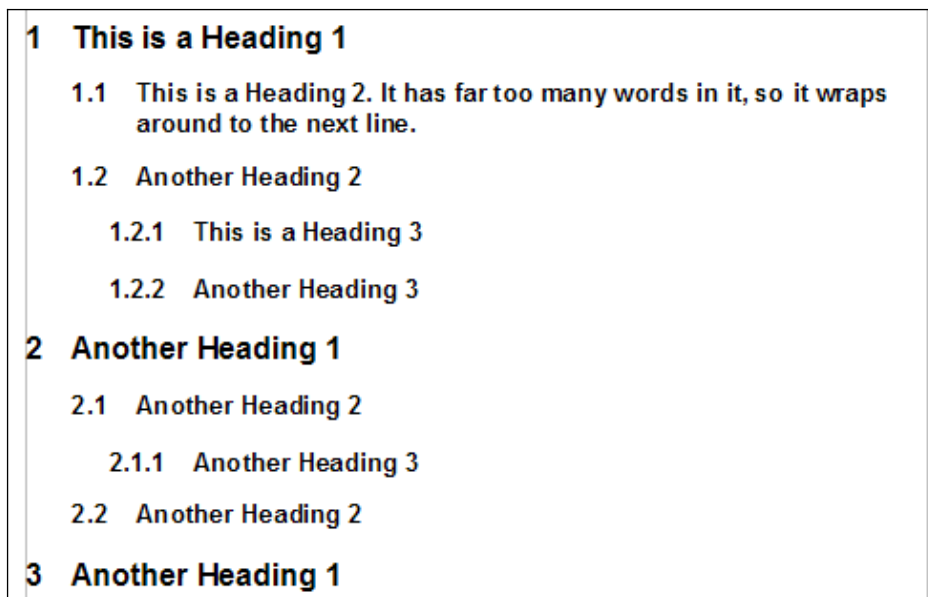 1 This is a Heading 1
1.1 This is a Heading 2. It has far too many words in it, so it wraps
around to the next line.
1.2 Another Heading 2
1.2.1 This is a Heading 3
1.2.2 Another Heading 3
2 Another Heading 1
2.1 Another Heading 2
2.1.1 Another Heading 3
2.2 Another Heading 2
3 Another Heading 1